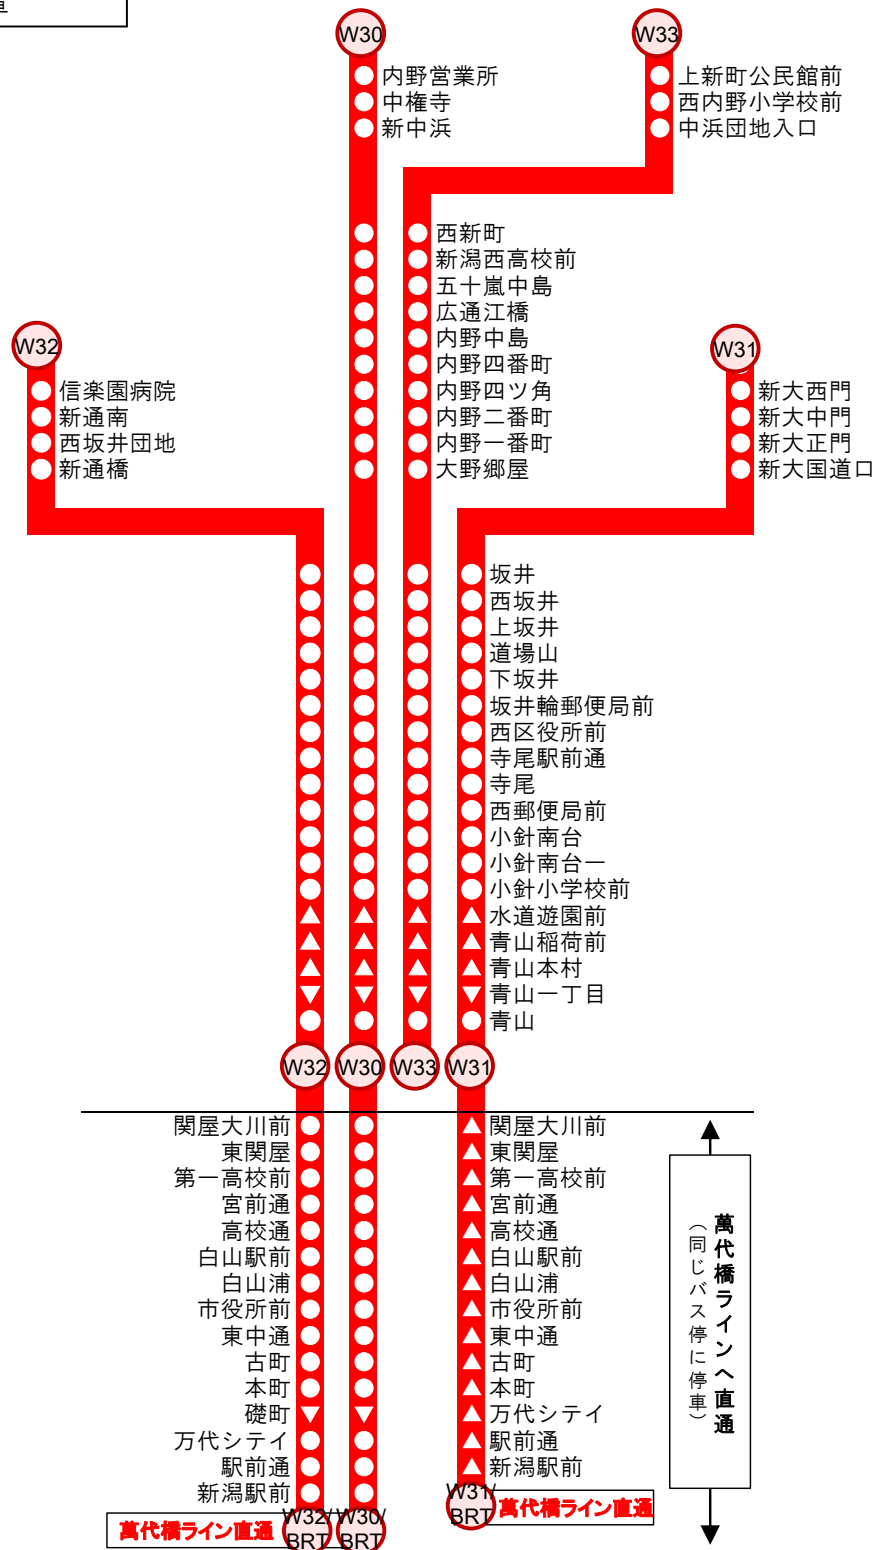 W30
W33
内野営業所
中権寺
新中浜
上新町公民館前
西内野小学校前
中浜団地入口
西新町
新潟西高校前
五十嵐中島
広通江橋
内野中島
内野四番町
内野四ツ角
内野二番町
内野一番町
大野郷屋
W32
信楽園病院
新通南
西坂井団地
新通橋
W31
新大西門
新大中門
新大正門
新大国道口
坂井
西坂井
上坂井
道場山
下坂井
坂井輪郵便局前
西区役所前
寺尾駅前通
寺尾
西郵便局前
小針南台
小針南台一
小針小学校前
水道遊園前
青山稲荷前
青山本村
青山一丁目
青山
W32
W30
W33
W31
関屋大川前
東関屋
第一高校前
宮前通
高校通
白山駅前
白山浦
市役所前
東中通
古町
本町
礎町
万代シテイ
駅前通
新潟駅前
関屋大川前
東関屋
第一高校前
宮前通
高校通
白山駅前
白山浦
市役所前
東中通
古町
本町
万代シテイ
駅前通
新潟駅前
萬代橋ラインへ直通
（同じバス停に停車）
萬代橋ライン直通
W32/
BRT
W30/
BRT
W31/
BRT
萬代橋ライン直通